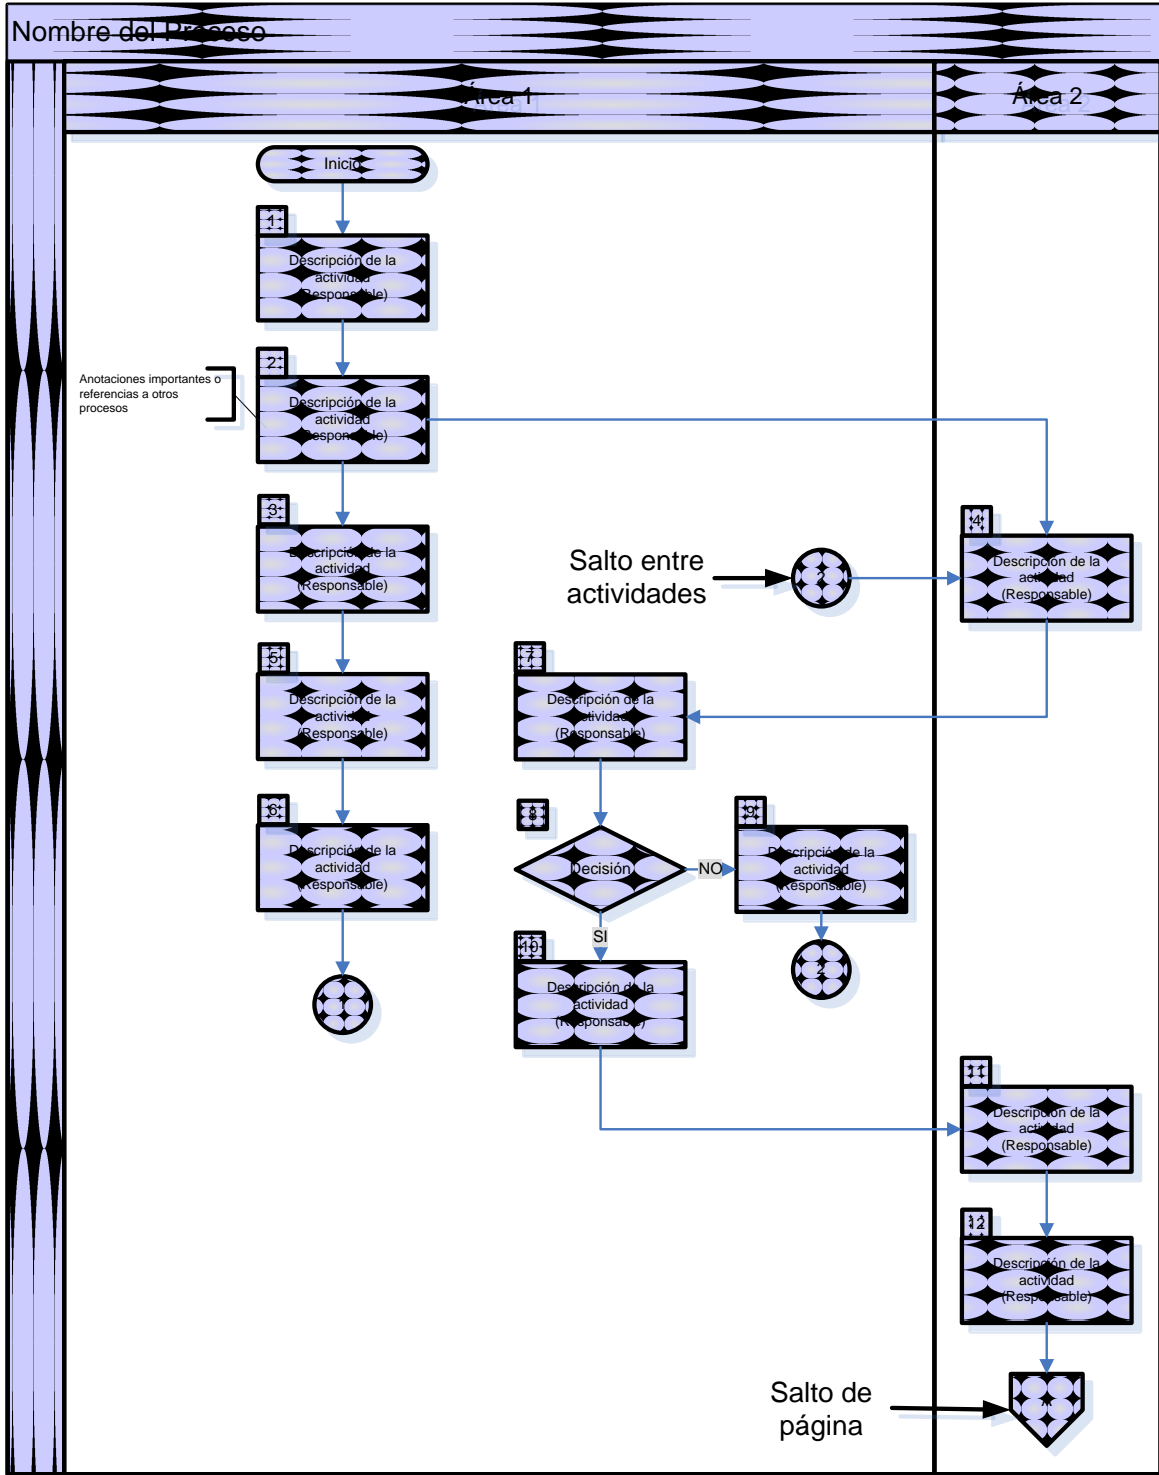 Nombre del Proceso
Área 1
Área 2
Inicio
1
Descripción de la
actividad
(Responsable)
2
Anotaciones importantes o
referencias a otros
procesos
Descripción de la
actividad
(Responsable)
3
Descripción de la
actividad
(Responsable)
4
Descripción de la
actividad
(Responsable)
Salto entre
actividades
2
5
Descripción de la
actividad
(Responsable)
7
Descripción de la
actividad
(Responsable)
6
Descripción de la
actividad
(Responsable)
8
Decisión
NO
9
Descripción de la
actividad
(Responsable)
SI
2
10
Descripción de la
actividad
(Responsable)
11
Descripción de la
actividad
(Responsable)
12
Descripción de la
actividad
(Responsable)
Salto de
página